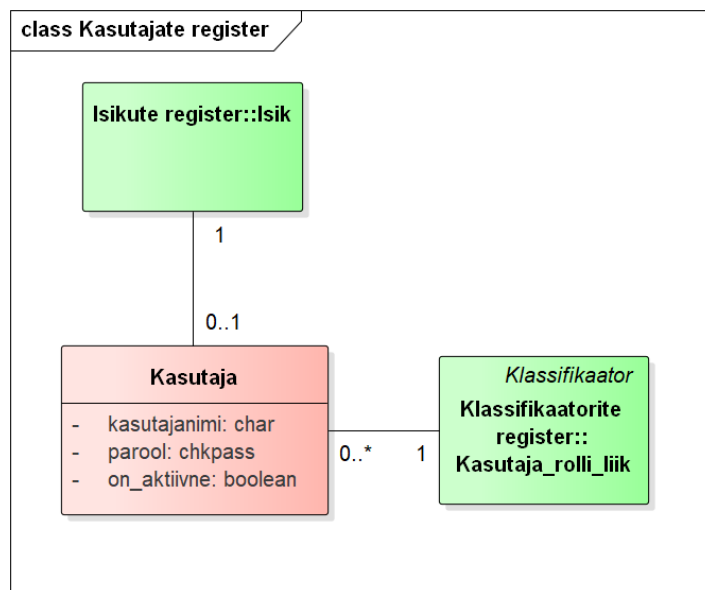 class Kasutajate register
Isikute register::Isik
1
0..1
Kasutaja
- kasutajanimi: char
- parool: chkpass
- on_aktiivne: boolean
0..*
1
Klassifikaator
Klassifikaatorite
register::
Kasutaja_rolli_liik